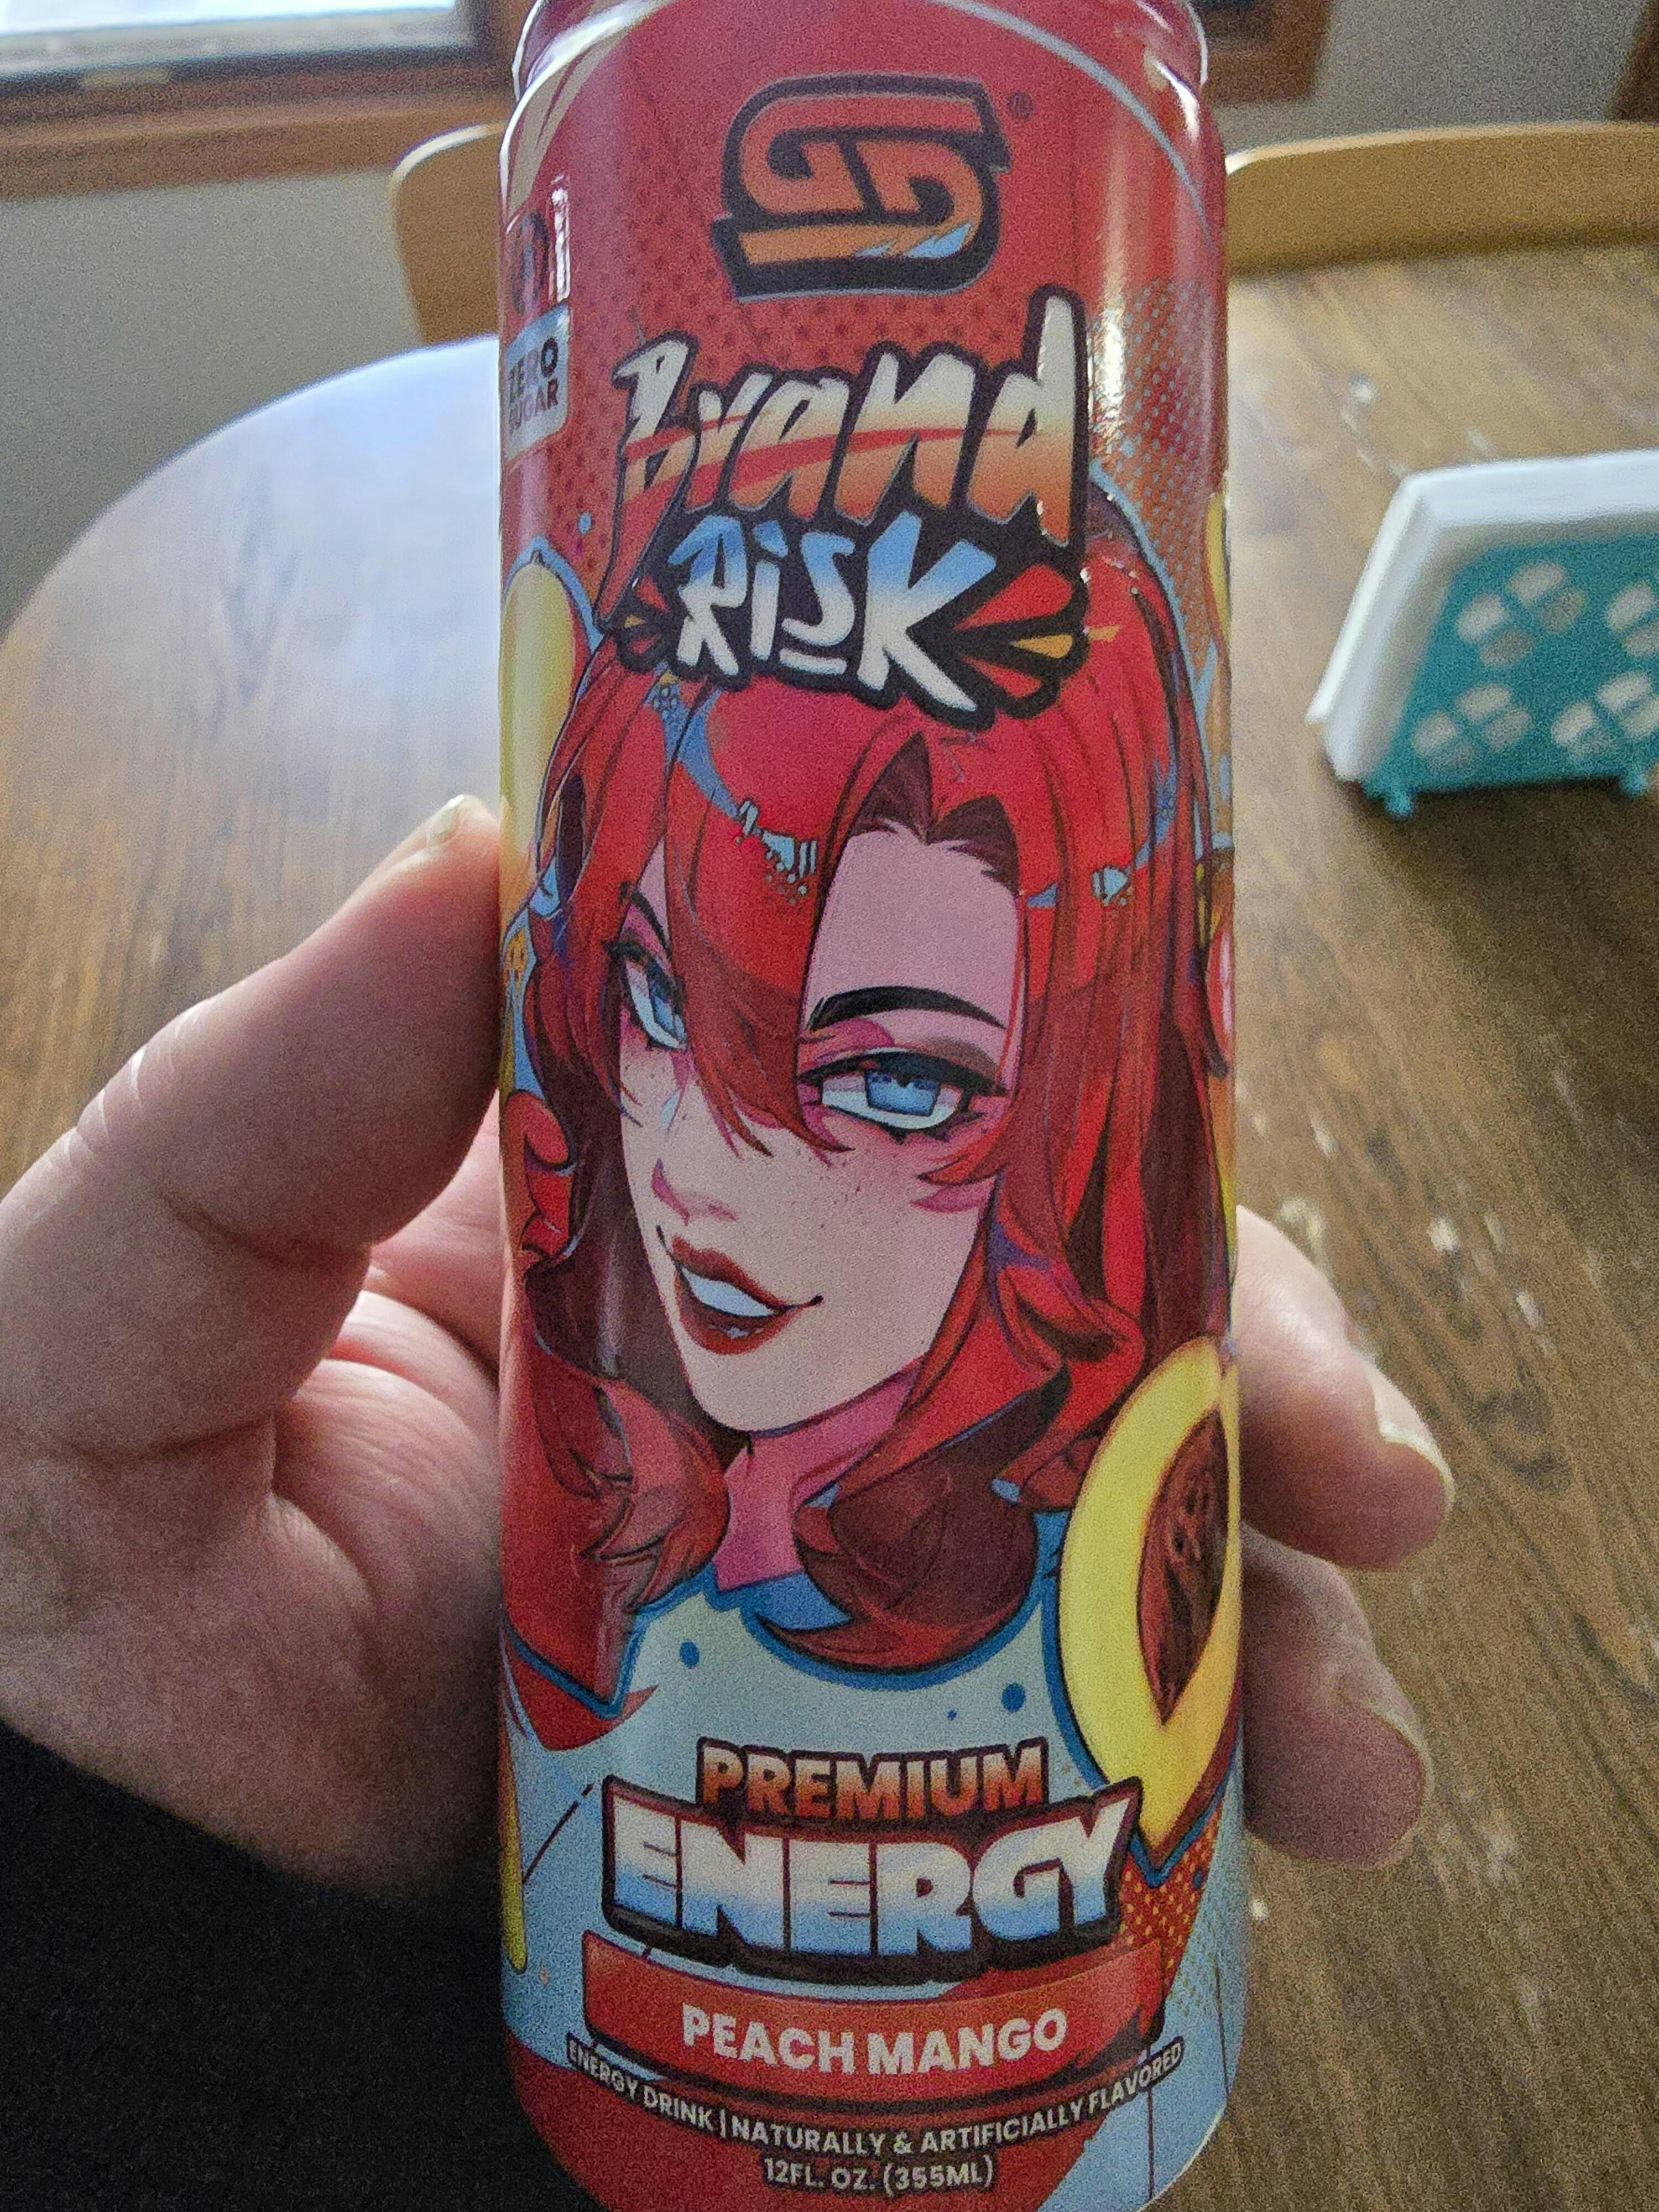 ZERO
SUGAR
Brand
RiSK
PREMIUM
ENERGY
PEACH MANGO
ENERGY DRINK | NATURALLY & ARTIFICIALLY FLAVORED
12FL. OZ. (355ML)